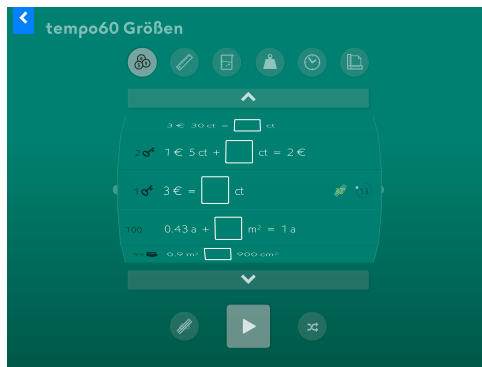 tempo60 Größen
3 € 30 ct = ct
2 1 € 5 ct + ct = 2 €
3 € = ct
100 0.43 a + m² = 1 a
0.9 m² 900 cm²